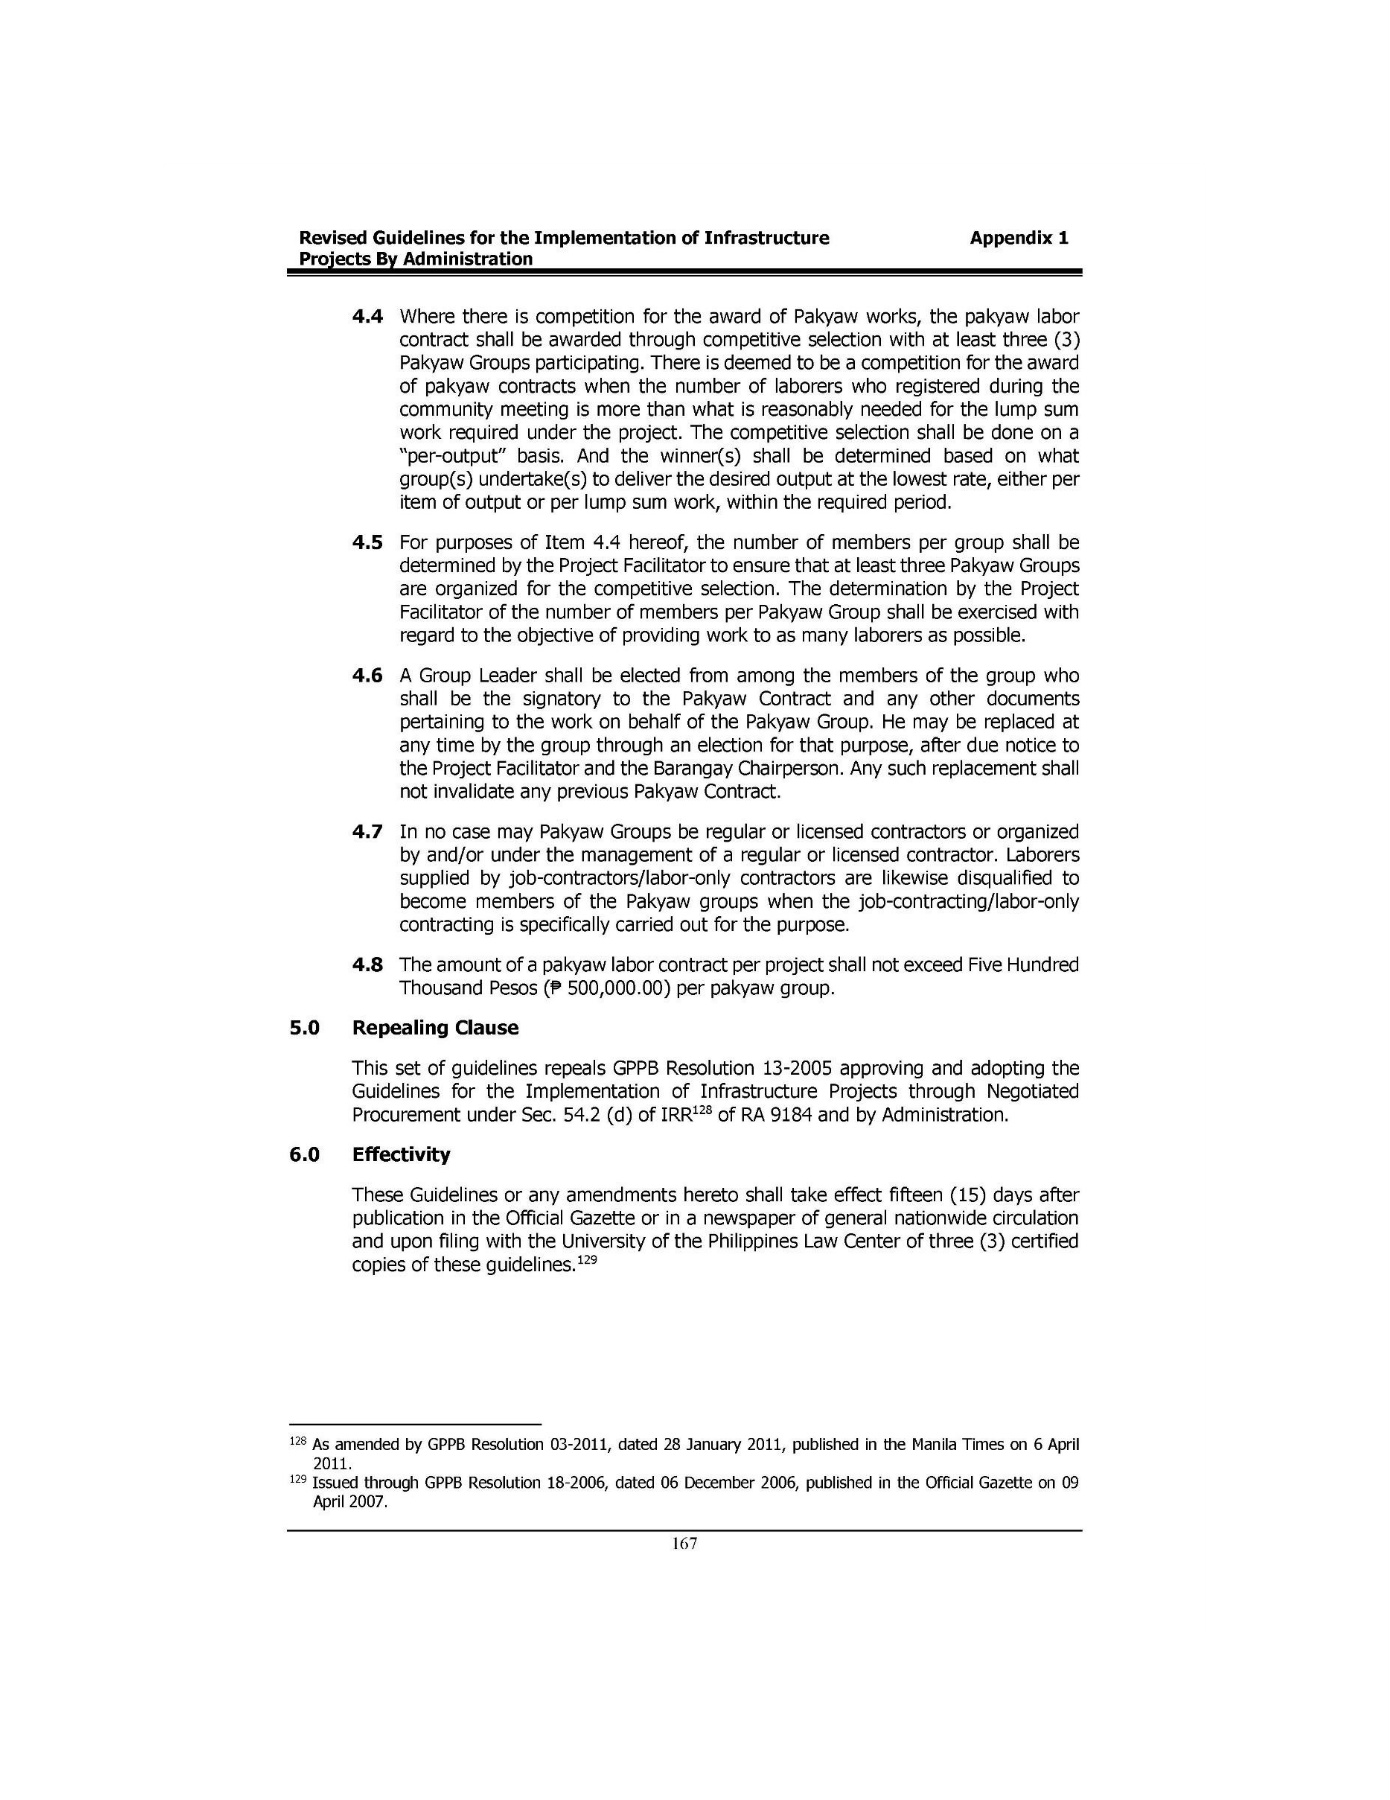 Revised Guidelines for the Implementation of Infrastructure Appendix 1
Projects By Administration
4.4 Where there is competition for the award of Pakyaw works, the pakyaw labor
contract shall be awarded through competitive selection with at least three (3)
Pakyaw Groups participating. There is deemed to be a competition for the award
of pakyaw contracts when the number of laborers who registered during the
community meeting is more than what is reasonably needed for the lump sum
work required under the project. The competitive selection shall be done on a
"per-output" basis. And the winner(s) shall be determined based on what
group(s) undertake(s) to deliver the desired output at the lowest rate, either per
item of output or per lump sum work, within the required period.
4.5 For purposes of Item 4.4 hereof, the number of members per group shall be
determined by the Project Facilitator to ensure that at least three Pakyaw Groups
are organized for the competitive selection. The determination by the Project
Facilitator of the number of members per Pakyaw Group shall be exercised with
regard to the objective of providing work to as many laborers as possible.
4.6 A Group Leader shall be elected from among the members of the group who
shall be the signatory to the Pakyaw Contract and any other documents
pertaining to the work on behalf of the Pakyaw Group. He may be replaced at
any time by the group through an election for that purpose, after due notice to
the Project Facilitator and the Barangay Chairperson. Any such replacement shall
not invalidate any previous Pakyaw Contract.
4.7 In no case may Pakyaw Groups be regular or licensed contractors or organized
by and/or under the management of a regular or licensed contractor. Laborers
supplied by job-contractors/labor-only contractors are likewise disqualified to
become members of the Pakyaw groups when the job-contracting/labor-only
contracting is specifically carried out for the purpose.
4.8 The amount of a pakyaw labor contract per project shall not exceed Five Hundred
Thousand Pesos (₱ 500,000.00) per pakyaw group.
5.0 Repealing Clause
This set of guidelines repeals GPPB Resolution 13-2005 approving and adopting the
Guidelines for the Implementation of Infrastructure Projects through Negotiated
Procurement under Sec. 54.2 (d) of IRR128 of RA 9184 and by Administration.
6.0 Effectivity
These Guidelines or any amendments hereto shall take effect fifteen (15) days after
publication in the Official Gazette or in a newspaper of general nationwide circulation
and upon filing with the University of the Philippines Law Center of three (3) certified
copies of these guidelines.129
128 As amended by GPPB Resolution 03-2011, dated 28 January 2011, published in the Manila Times on 6 April
2011.
129 Issued through GPPB Resolution 18-2006, dated 06 December 2006, published in the Official Gazette on 09
April 2007.
167